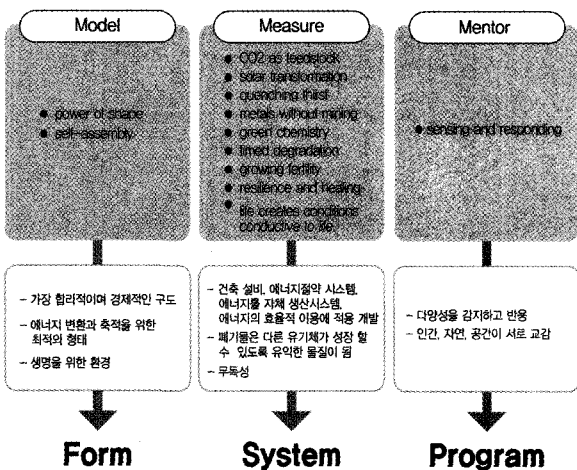 Model
power of shape
self-assembly
- 가장 합리적이며 경제적인 구도
- 에너지 변환과 축적을 위한
최적의 형태
- 생명을 위한 환경
Form
Measure
CO2 as feedstock
solar transformation
quenching thirst
metals without mining
green chemistry
timed degradation
growing fertility
resilience and healing
life creates conditions
conductive to life
- 건축 설비, 에너지절약 시스템,
에너지를 자체 생산시스템,
에너지의 효율적 이용에 적용 개발
- 폐기물은 다른 유기체가 성장 할
수 있도록 유익한 물질이 됨
- 무독성
System
Mentor
sensing and responding
- 다양성을 감지하고 반응
- 인간, 자연, 공간이 서로 교감
Program